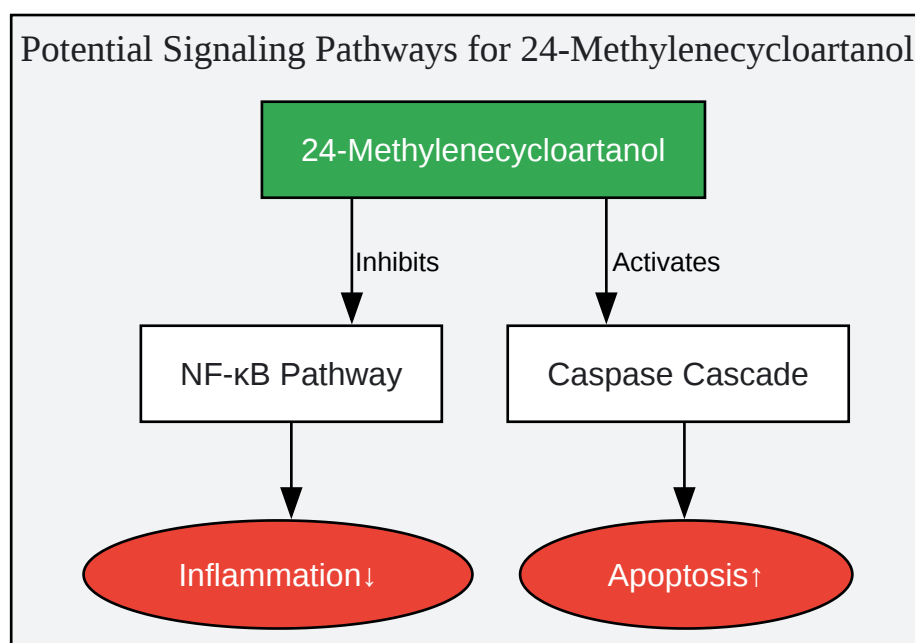 Potential Signaling Pathways for 24-Methylenecycloartanol
24-Methylenecycloartanol
Inhibits
Activates
NF-κB Pathway
Caspase Cascade
Inflammation↓
Apoptosis↑